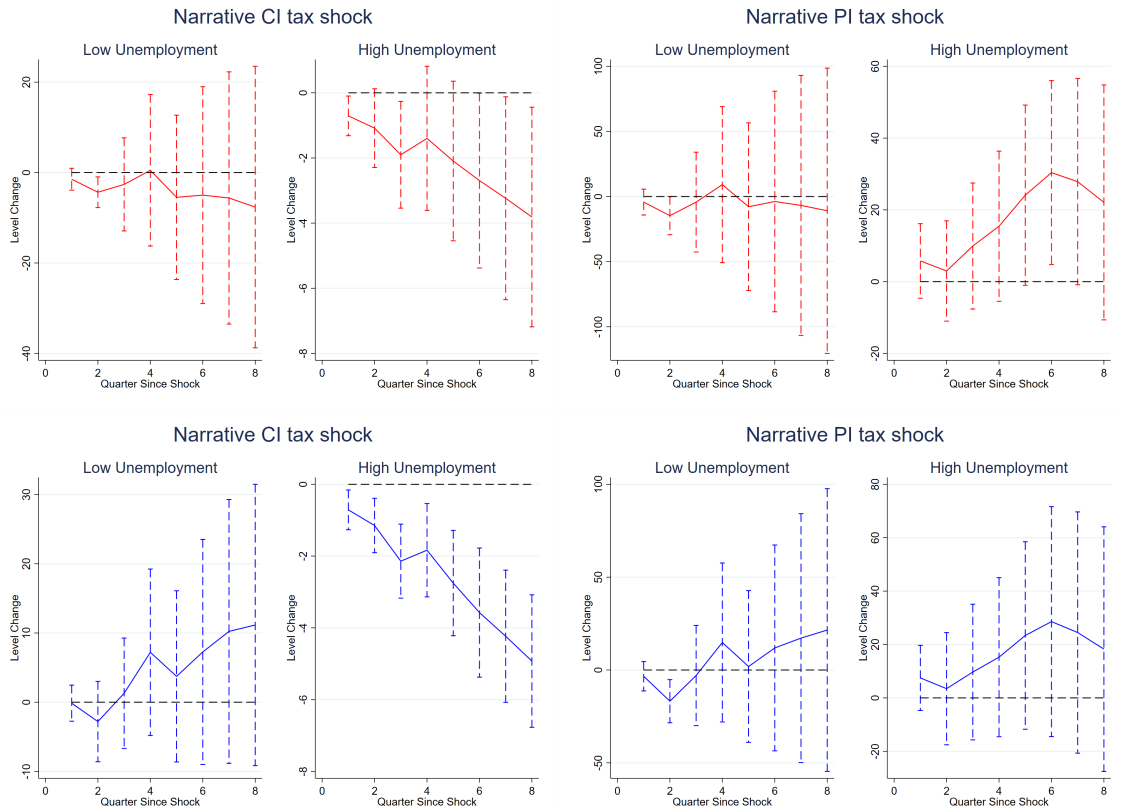 Narrative CI tax shock
Low Unemployment
High Unemployment
Level Change
20
0
-20
-40
0 2 4 6 8
Quarter Since Shock
Level Change
0
-2
-4
-6
-8
0 2 4 6 8
Quarter Since Shock
Narrative PI tax shock
Low Unemployment
High Unemployment
Level Change
100
50
0
-50
-100
0 2 4 6 8
Quarter Since Shock
Level Change
60
40
20
0
-20
0 2 4 6 8
Quarter Since Shock
Narrative CI tax shock
Low Unemployment
High Unemployment
Level Change
30
20
10
0
-10
0 2 4 6 8
Quarter Since Shock
Level Change
0
-2
-4
-6
-8
0 2 4 6 8
Quarter Since Shock
Narrative PI tax shock
Low Unemployment
High Unemployment
Level Change
100
50
0
-50
0 2 4 6 8
Quarter Since Shock
Level Change
80
60
40
20
0
-20
0 2 4 6 8
Quarter Since Shock